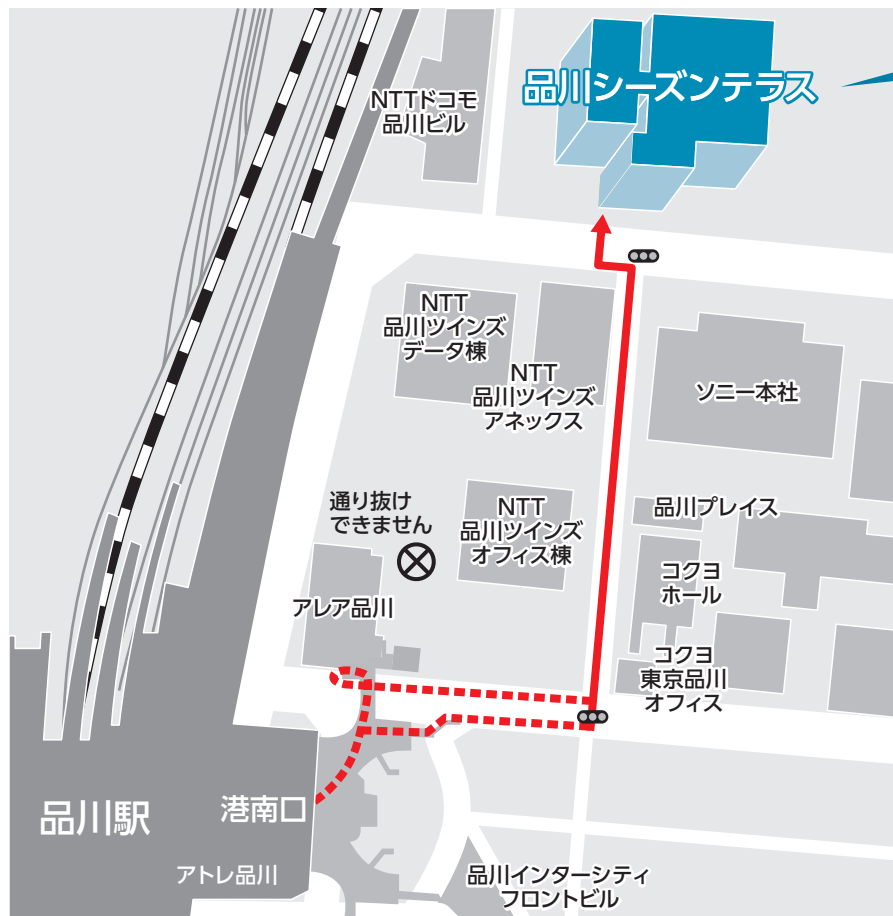 NTTドコモ
品川ビル
品川シーズンテラス
NTT
品川ツインズ
データ棟
NTT
品川ツインズ
アネックス
ソニー本社
通り抜け
できません
NTT
品川ツインズ
オフィス棟
品川プレイス
コクヨ
ホール
アレア品川
コクヨ
東京品川
オフィス
品川駅
港南口
アトレ品川
品川インターシティ
フロントビル